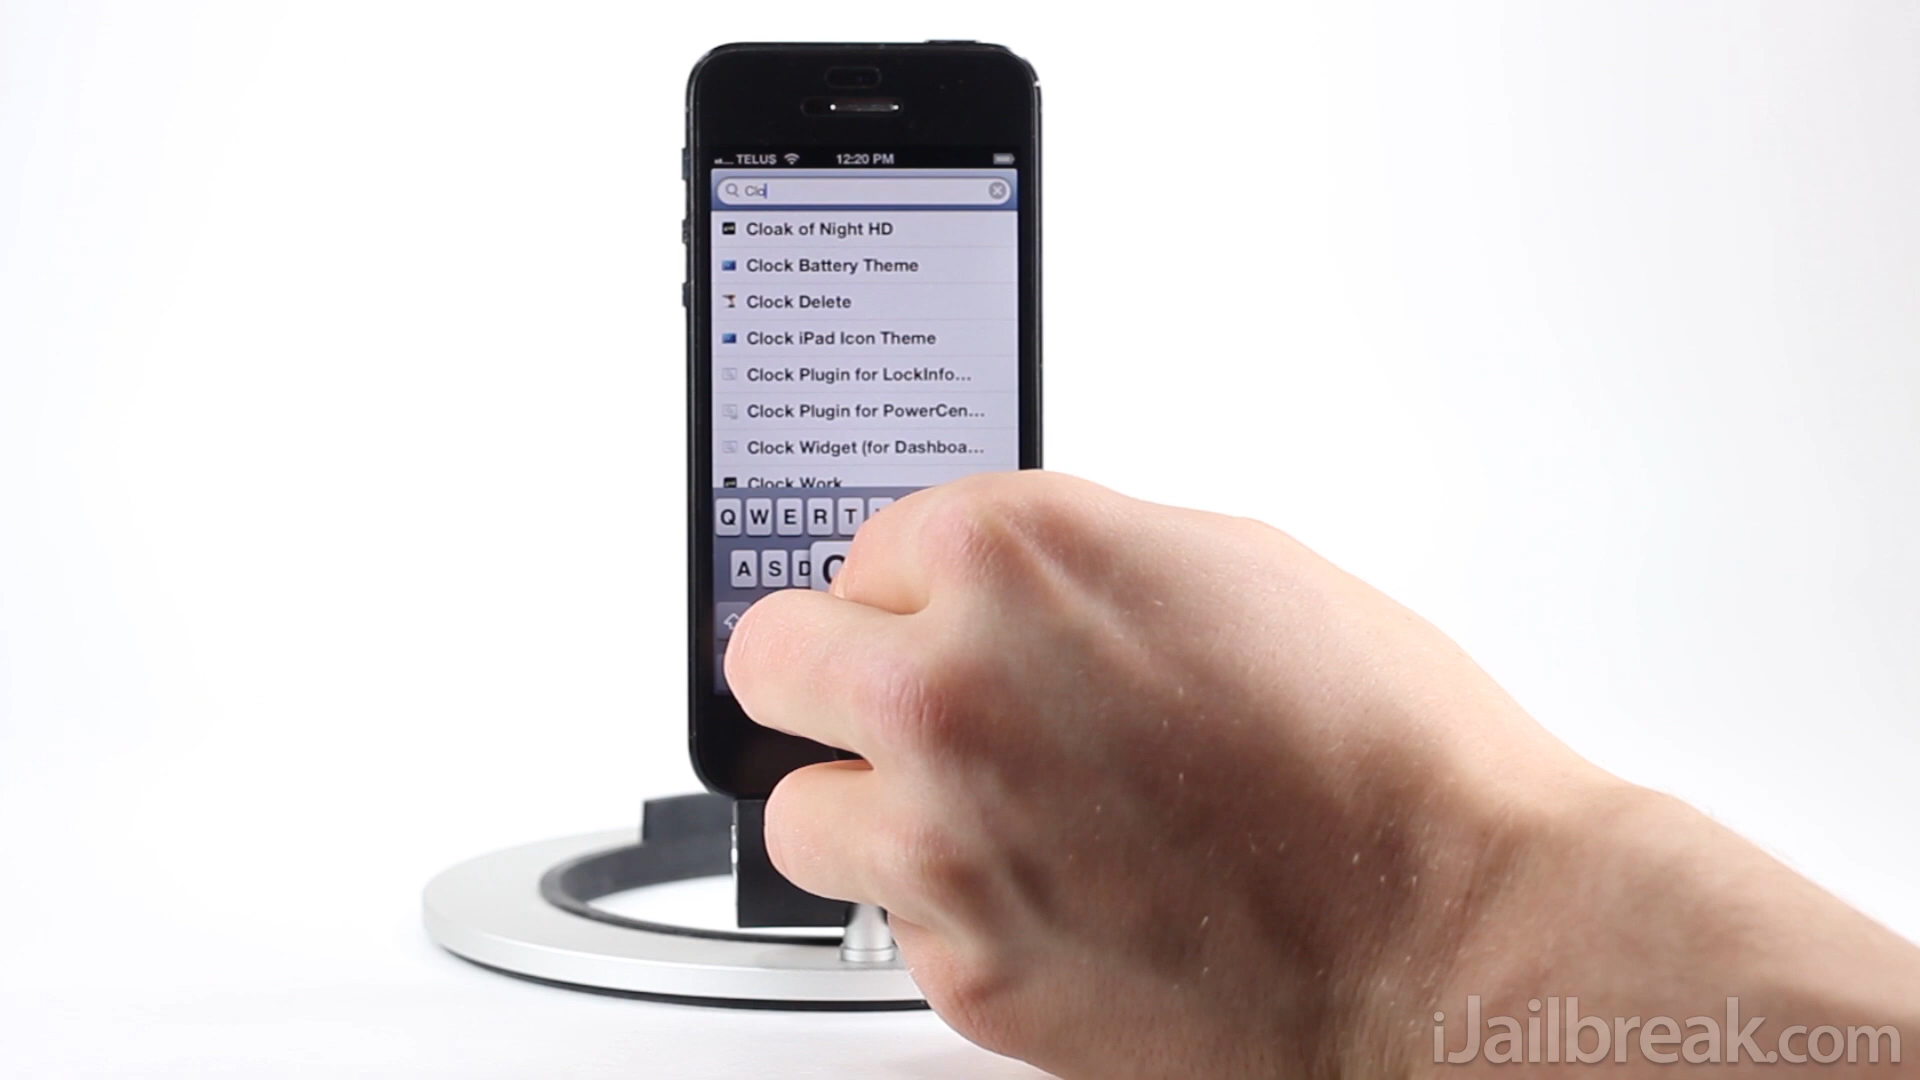 TELUS 12:20 PM
Clo
Cloak of Night HD
Clock Battery Theme
Clock Delete
Clock iPad Icon Theme
Clock Plugin for LockInfo...
Clock Plugin for PowerCen...
Clock Widget (for Dashboa...
Clock Work
Q W E R T
A S D
iJailbreak.com